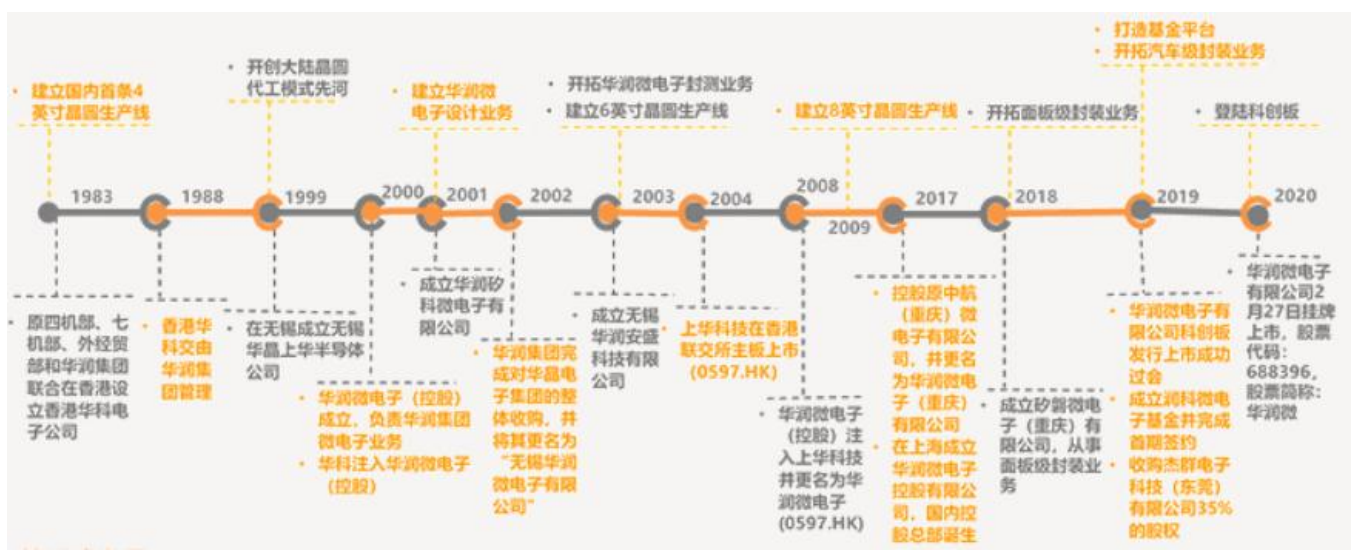 • 建立国内首条4
英寸晶圆生产线
• 开创大陆晶圆
代工模式先河
• 建立华润微
电子设计业务
• 开拓华润微电子封测业务
• 建立6英寸晶圆生产线
• 建立8英寸晶圆生产线
• 开拓面板级封装业务
• 打造基金平台
• 开拓汽车级封装业务
• 登陆科创板
1983
1988
1999
2000
2001
2002
2003
2004
2008
2009
2017
2018
2019
2020
• 原四机部、七
机部、外经贸
部和华润集团
联合在香港设
立香港华科电
子公司
• 香港华
科交由
华润集
团管理
• 在无锡成立无锡
华晶上华半导体
公司
• 华润微电子（控股）
成立，负责华润集团
微电子业务
• 华科注入华润微电子
（控股）
• 成立华润矽
科微电子有
限公司
• 华润集团完
成对华晶电
子集团的整
体收购，并
将其更名为
“无锡华润
微电子有限
公司”
• 成立无锡
华润安盛
科技有限
公司
• 上华科技在香港
联交所主板上市
(0597.HK)
• 华润微电子
（控股）注
入上华科技
并更名为华
润微电子
(0597.HK)
• 控股原中航
（重庆）微
电子有限公
司，并更名
为华润微电
子（重庆）
有限公司
• 在上海成立
华润微电子
控股有限公
司，国内控
股总部诞生
• 成立矽磐微电
子（重庆）有
限公司，从事
面板级封装业
务
• 华润微电子有
限公司科创板
发行上市成功
过会
• 成立润科微电
子基金并完成
首期签约
• 收购杰群电子
科技（东莞）
有限公司35%
的股权
• 华润微电子
有限公司2
月27日挂牌
上市，股票
代码：
688396，
股票简称：
华润微